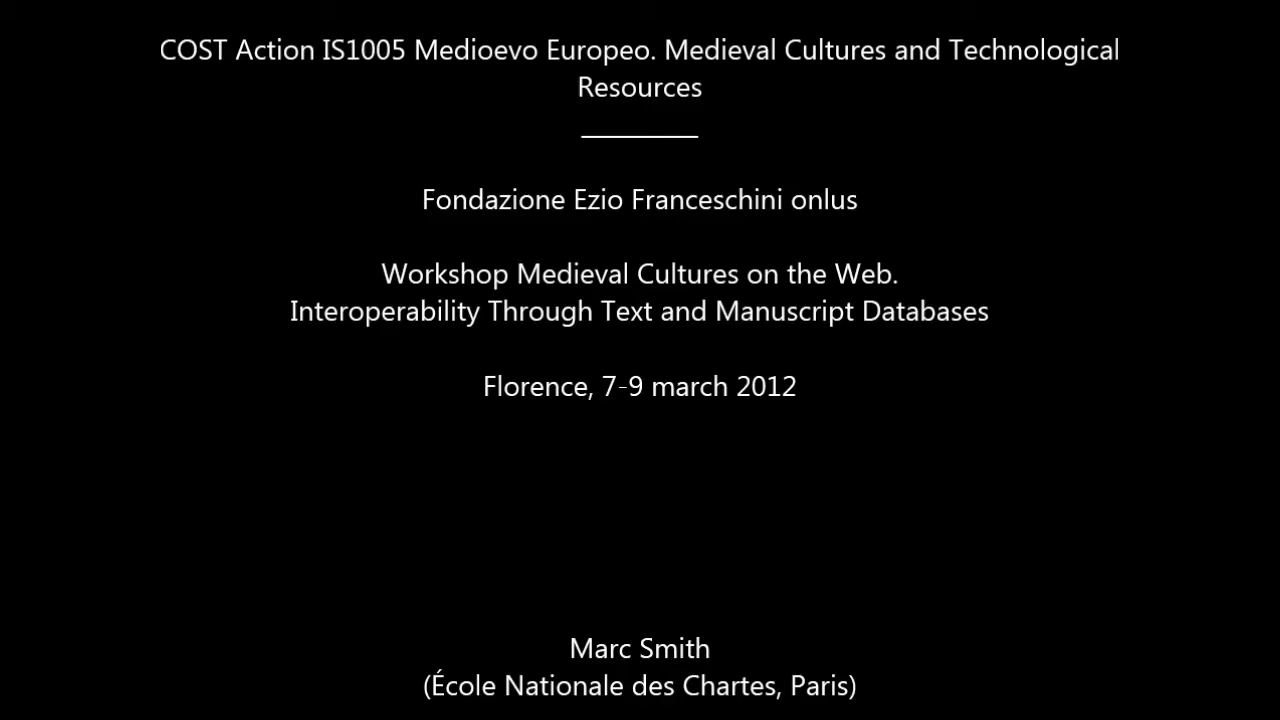 COST Action IS1005 Medioevo Europeo. Medieval Cultures and Technological
Resources
Fondazione Ezio Franceschini onlus
Workshop Medieval Cultures on the Web.
Interoperability Through Text and Manuscript Databases
Florence, 7-9 march 2012
Marc Smith
(École Nationale des Chartes, Paris)